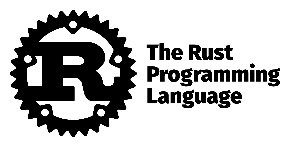 R
The Rust
Programming
Language